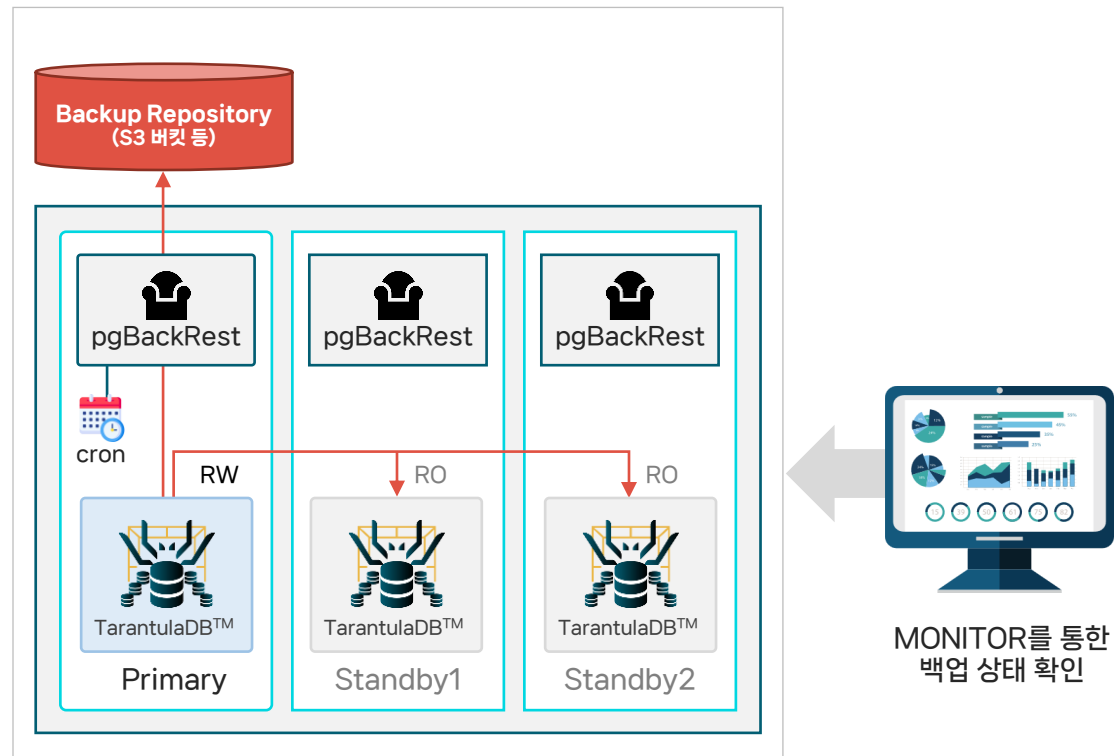 Backup Repository
(S3 버킷 등)
pgBackRest
pgBackRest
pgBackRest
cron
RW
RO
RO
TarantulaDB™
TarantulaDB™
TarantulaDB™
Primary
Standby1
Standby2
MONITOR를 통한
백업 상태 확인